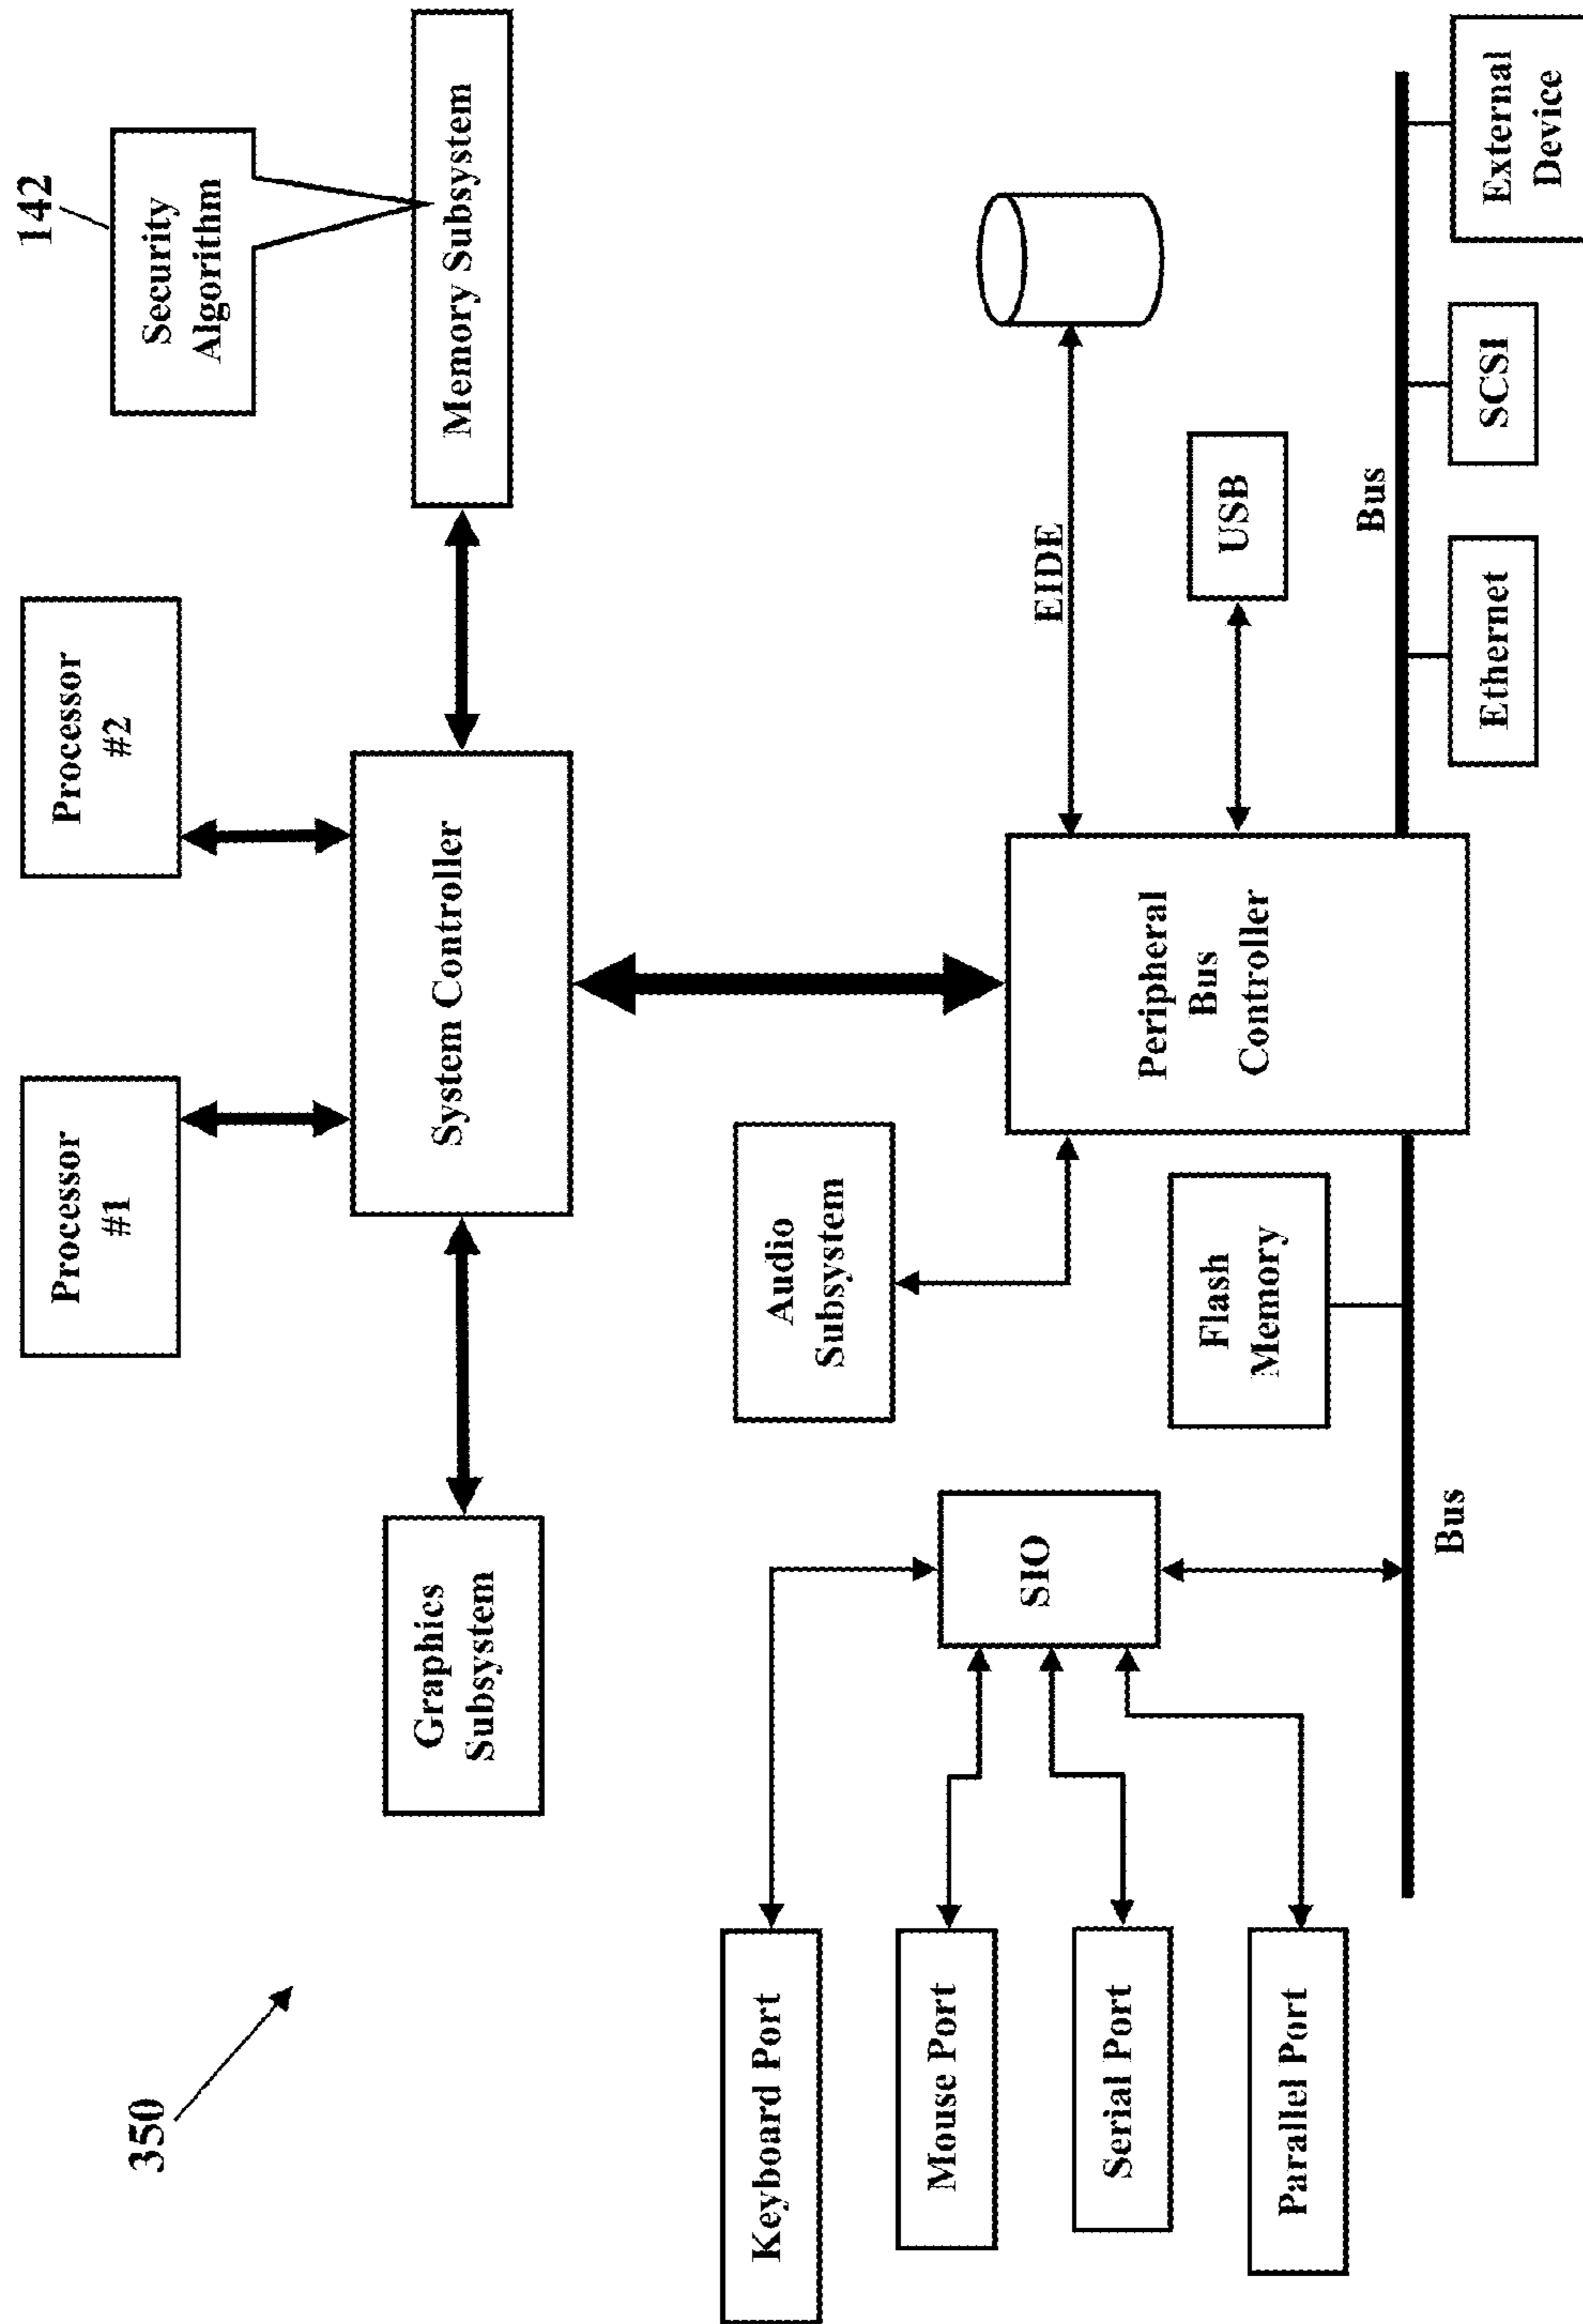 350
142
Processor
#1
Processor
#2
Security
Algorithm
Graphics
Subsystem
System Controller
Memory Subsystem
Keyboard Port
Mouse Port
Serial Port
Parallel Port
SIO
Audio
Subsystem
Flash
Memory
Peripheral
Bus
Controller
EIDE
USB
Bus
Bus
Ethernet
SCSI
External
Device